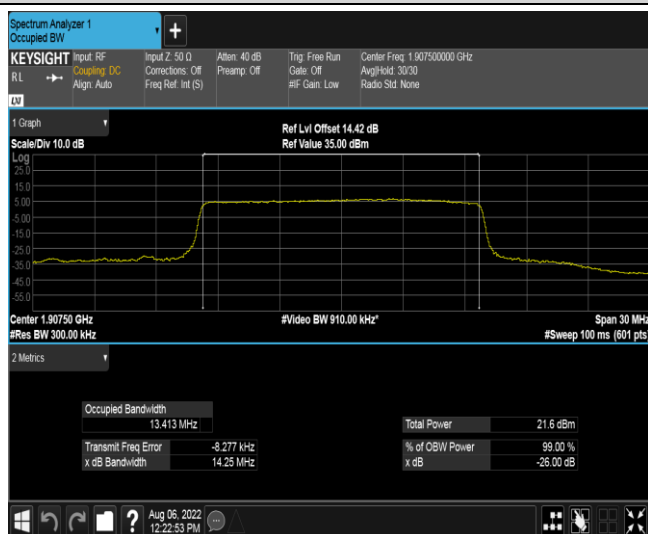 Spectrum Analyzer 1
Occupied BW
+
KEYSIGHT
R L
LXI
Input: RF
Coupling: DC
Align: Auto
Input Z: 50 Ω
Corrections: Off
Freq Ref: Int (S)
Atten: 40 dB
Preamp: Off
Trig: Free Run
Gate: Off
#IF Gain: Low
Center Freq: 1.907500000 GHz
Avg|Hold: 30/30
Radio Std: None
1 Graph
Scale/Div 10.0 dB
Ref Lvl Offset 14.42 dB
Ref Value 35.00 dBm
Log
25.0
15.0
5.00
-5.00
-15.0
-25.0
-35.0
-45.0
-55.0
Center 1.90750 GHz
#Res BW 300.00 kHz
#Video BW 910.00 kHz*
Span 30 MHz
#Sweep 100 ms (601 pts)
2 Metrics
Occupied Bandwidth
13.413 MHz
Transmit Freq Error -8.277 kHz
x dB Bandwidth 14.25 MHz
Total Power 21.6 dBm
% of OBW Power 99.00 %
x dB -26.00 dB
?
Aug 06, 2022
12:22:53 PM